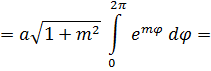 = a√(1 + m²) ∫₀^{2π} e^{mφ} dφ =